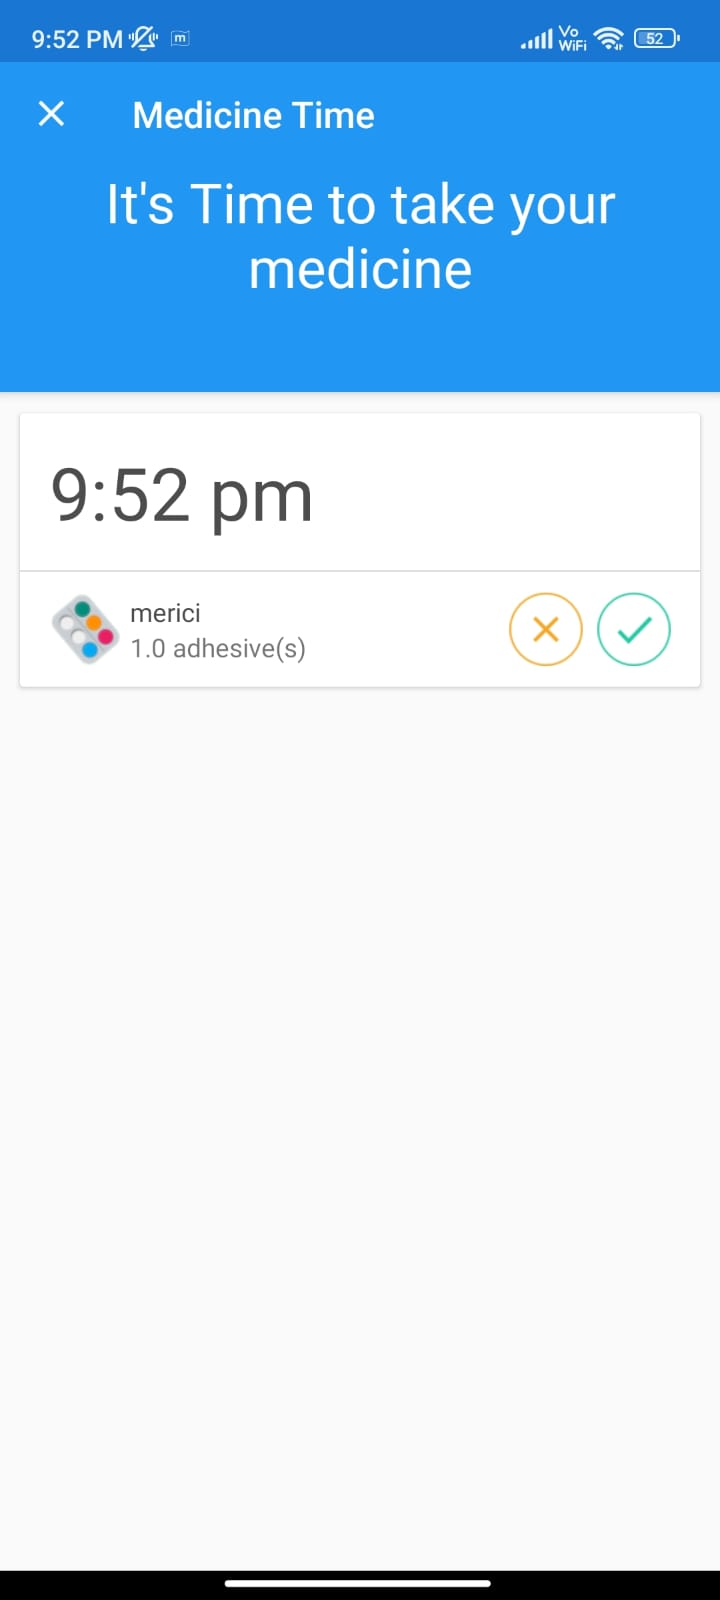 9:52 PM m Vo WiFi 52
Medicine Time
It's Time to take your
medicine
9:52 pm
merici
1.0 adhesive(s)